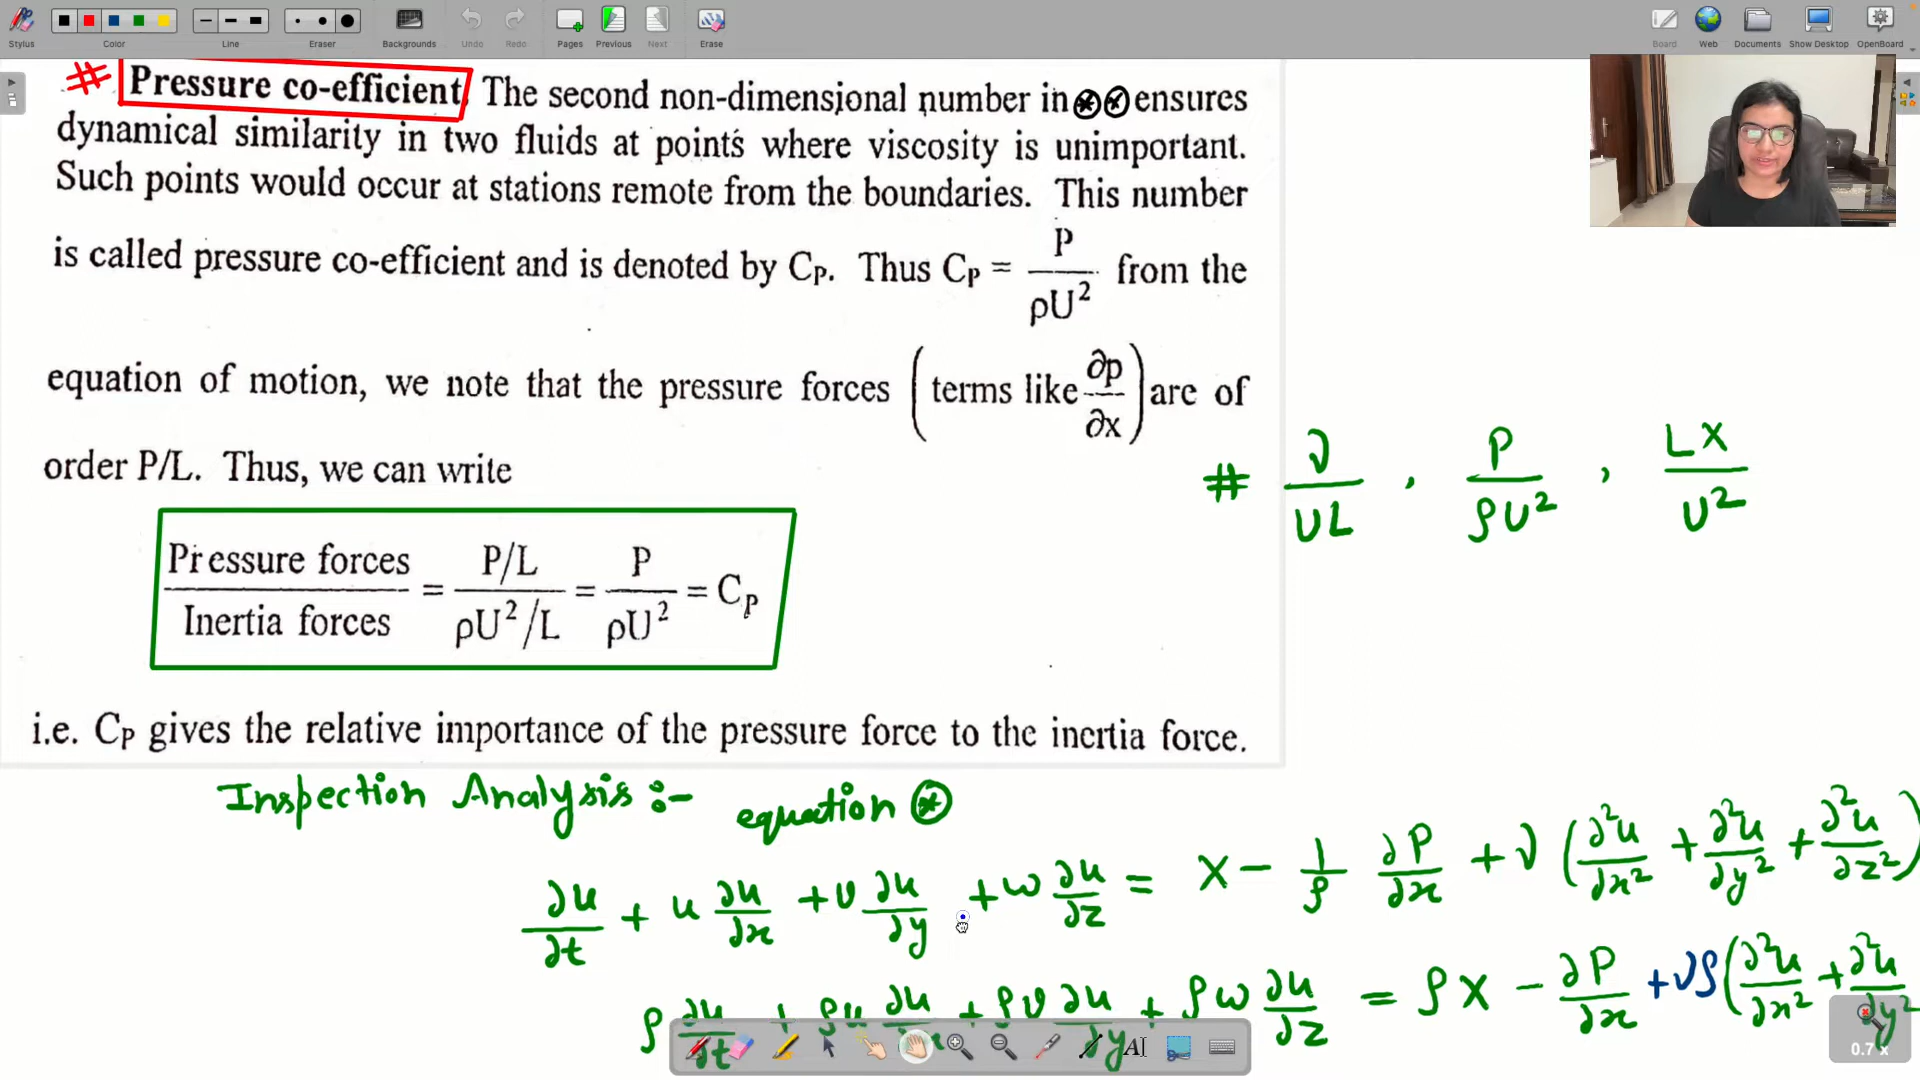 Stylus Color Line Eraser Backgrounds Undo Redo Pages Previous Next Erase Board Web Documents Show Desktop OpenBoard
# Pressure co-efficient The second non-dimensional number in ⊛⊛ ensures
dynamical similarity in two fluids at points where viscosity is unimportant.
Such points would occur at stations remote from the boundaries. This number
is called pressure co-efficient and is denoted by Cₚ. Thus Cₚ = P/ρU² from the
equation of motion, we note that the pressure forces (terms like ∂p/∂x) are of
order P/L. Thus, we can write
# ν/UL , P/ρU² , LX/U²
Pressure forces/Inertia forces = (P/L)/(ρU²/L) = P/ρU² = Cₚ
i.e. Cₚ gives the relative importance of the pressure force to the inertia force.
Inspection Analysis :- equation ⊛
∂u/∂t + u ∂u/∂x + v ∂u/∂y + w ∂u/∂z = X - 1/ρ ∂P/∂x + ν (∂²u/∂x² + ∂²u/∂y² + ∂²u/∂z²)
ρ ∂u/∂t + ρu ∂u/ + ρv ∂u/∂y + ρw ∂u/∂z = ρX - ∂P/∂x + νρ (∂²u/∂x² + ∂²u/∂y²
0.7 x